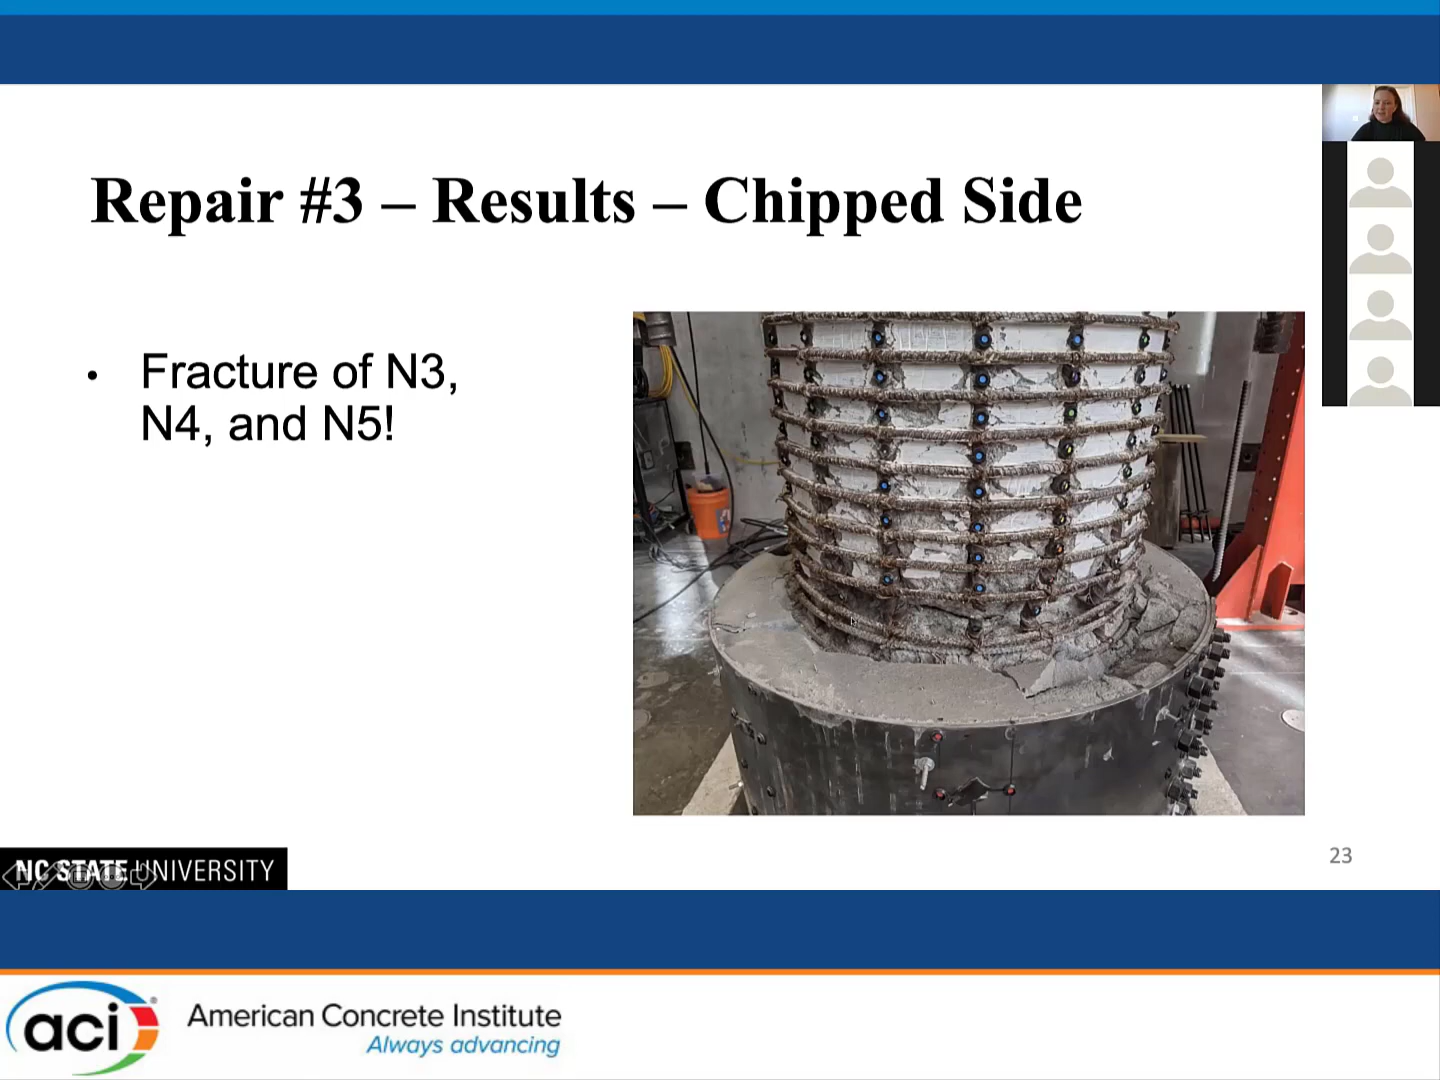 Repair #3 – Results – Chipped Side
• Fracture of N3,
N4, and N5!
23
NC STATE UNIVERSITY
aci
American Concrete Institute
Always advancing